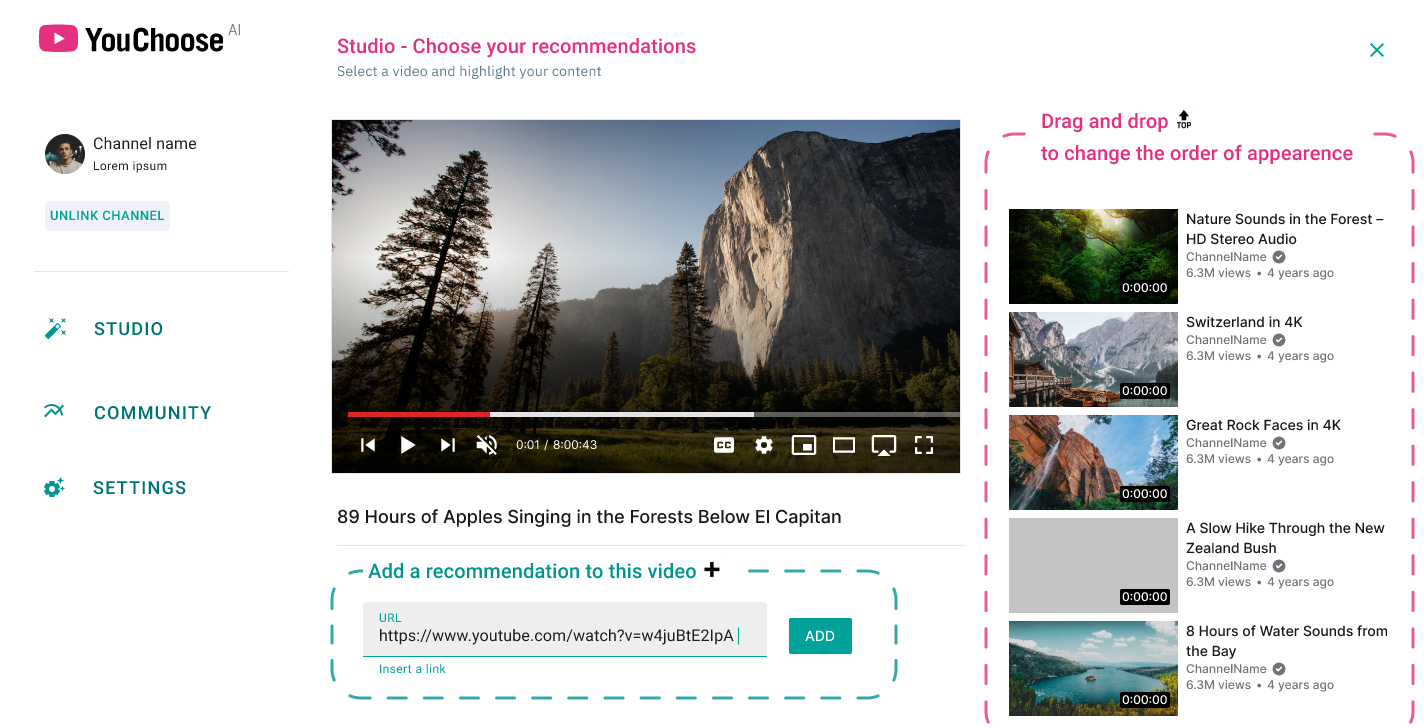 YouChoose AI
Channel name
Lorem ipsum
UNLINK CHANNEL
STUDIO
COMMUNITY
SETTINGS
Studio - Choose your recommendations
Select a video and highlight your content
CC
0:01 / 8:00:43
89 Hours of Apples Singing in the Forests Below El Capitan
Add a recommendation to this video +
URL
https://www.youtube.com/watch?v=w4juBtE2IpA
ADD
Insert a link
Drag and drop TOP
to change the order of appearence
Nature Sounds in the Forest –
HD Stereo Audio
ChannelName
6.3M views • 4 years ago
0:00:00
Switzerland in 4K
ChannelName
6.3M views • 4 years ago
0:00:00
Great Rock Faces in 4K
ChannelName
6.3M views • 4 years ago
0:00:00
A Slow Hike Through the New
Zealand Bush
ChannelName
6.3M views • 4 years ago
0:00:00
8 Hours of Water Sounds from
the Bay
ChannelName
6.3M views • 4 years ago
0:00:00